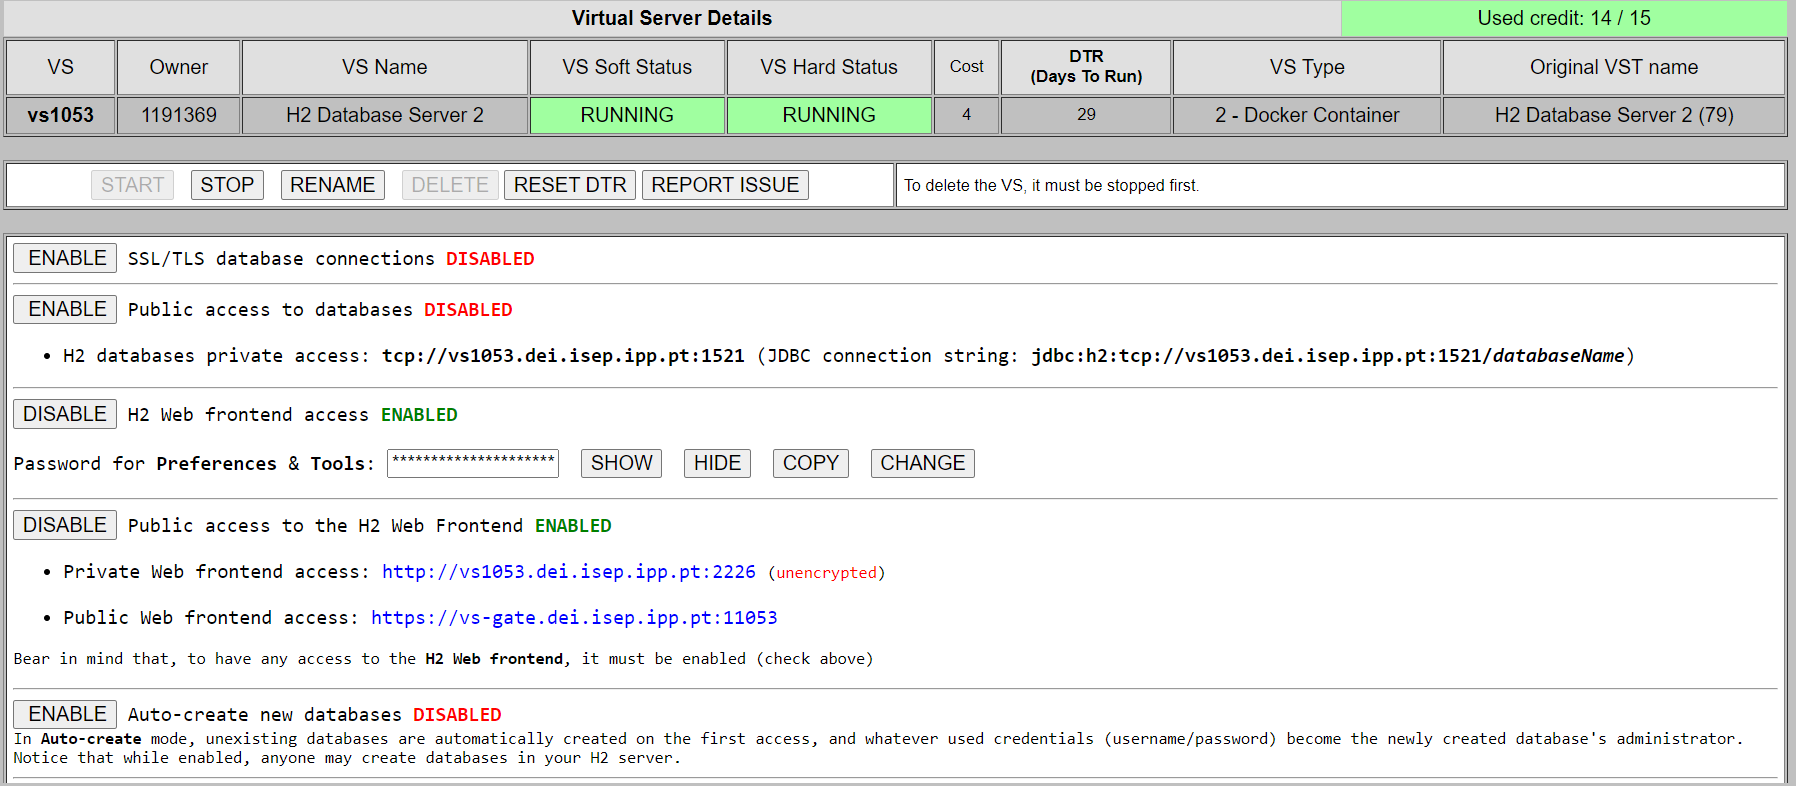 Virtual Server Details Used credit: 14 / 15
VS Owner VS Name VS Soft Status VS Hard Status Cost DTR (Days To Run) VS Type Original VST name
vs1053 1191369 H2 Database Server 2 RUNNING RUNNING 4 29 2 - Docker Container H2 Database Server 2 (79)
START STOP RENAME DELETE RESET DTR REPORT ISSUE To delete the VS, it must be stopped first.
ENABLE SSL/TLS database connections DISABLED
ENABLE Public access to databases DISABLED
• H2 databases private access: tcp://vs1053.dei.isep.ipp.pt:1521 (JDBC connection string: jdbc:h2:tcp://vs1053.dei.isep.ipp.pt:1521/databaseName)
DISABLE H2 Web frontend access ENABLED
Password for Preferences & Tools: ********************* SHOW HIDE COPY CHANGE
DISABLE Public access to the H2 Web Frontend ENABLED
• Private Web frontend access: http://vs1053.dei.isep.ipp.pt:2226 (unencrypted)
• Public Web frontend access: https://vs-gate.dei.isep.ipp.pt:11053
Bear in mind that, to have any access to the H2 Web frontend, it must be enabled (check above)
ENABLE Auto-create new databases DISABLED
In Auto-create mode, unexisting databases are automatically created on the first access, and whatever used credentials (username/password) become the newly created database's administrator.
Notice that while enabled, anyone may create databases in your H2 server.